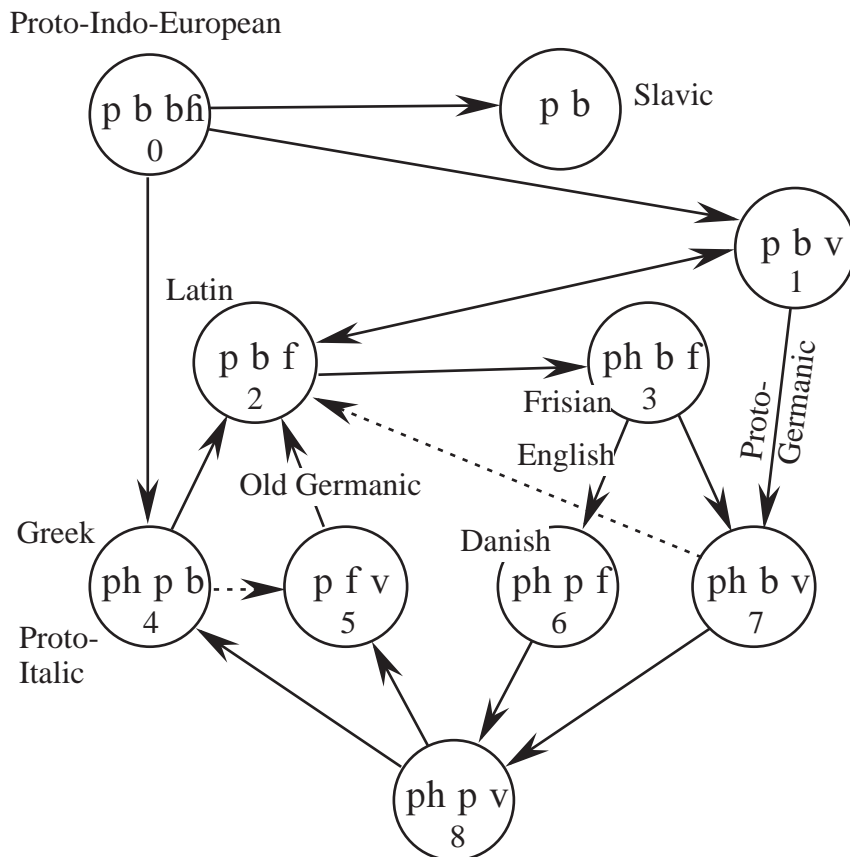 Proto-Indo-European
p b bɦ
0
p b
Slavic
p b v
1
Latin
p b f
2
ph b f
3
Frisian
Proto-
Germanic
English
Old Germanic
Greek
Danish
ph p b
4
p f v
5
ph p f
6
ph b v
7
Proto-
Italic
ph p v
8